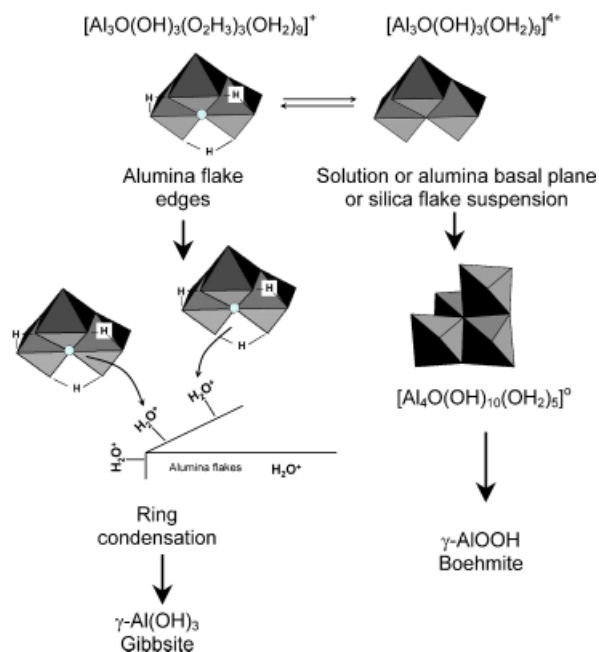 [Al₃O(OH)₃(O₂H₃)₃(OH₂)₉]⁺
[Al₃O(OH)₃(OH₂)₉]⁴⁺
H
H
H
Alumina flake
edges
Solution or alumina basal plane
or silica flake suspension
H
H
H
H
H
H
[Al₄O(OH)₁₀(OH₂)₅]°
H₂O⁺
H₂O⁺
H₂O⁺
Alumina flakes
H₂O⁺
Ring
condensation
γ-AlOOH
Boehmite
γ-Al(OH)₃
Gibbsite